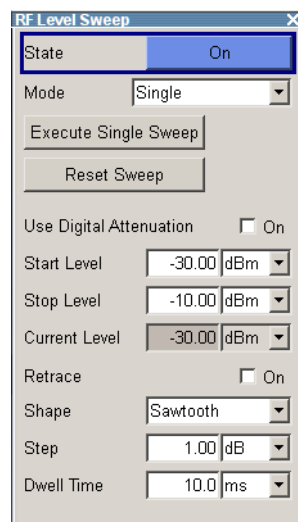 RF Level Sweep X
State On
Mode Single
Execute Single Sweep
Reset Sweep
Use Digital Attenuation On
Start Level -30.00 dBm
Stop Level -10.00 dBm
Current Level -30.00 dBm
Retrace On
Shape Sawtooth
Step 1.00 dB
Dwell Time 10.0 ms